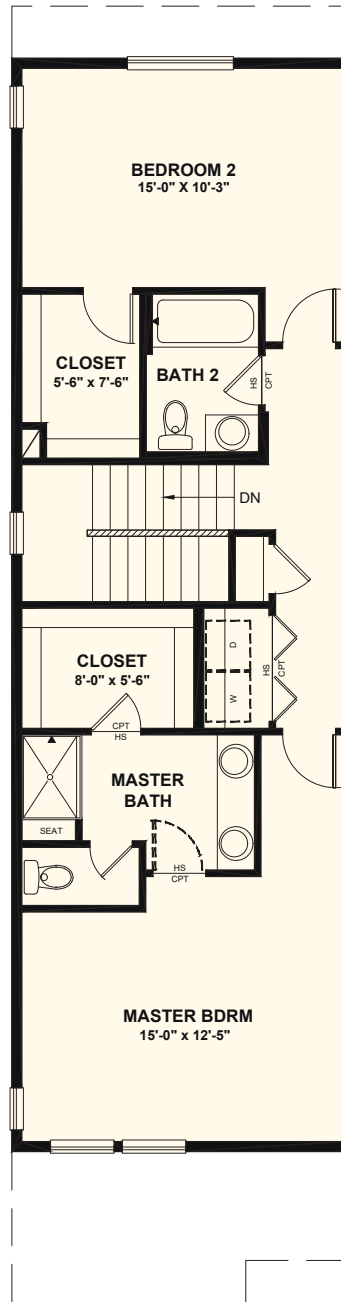 BEDROOM 2
15'-0" X 10'-3"
CLOSET
5'-6" x 7'-6"
BATH 2
HS
CPT
DN
CLOSET
8'-0" x 5'-6"
D
W
HS
CPT
CPT
HS
MASTER
BATH
SEAT
HS
CPT
MASTER BDRM
15'-0" x 12'-5"